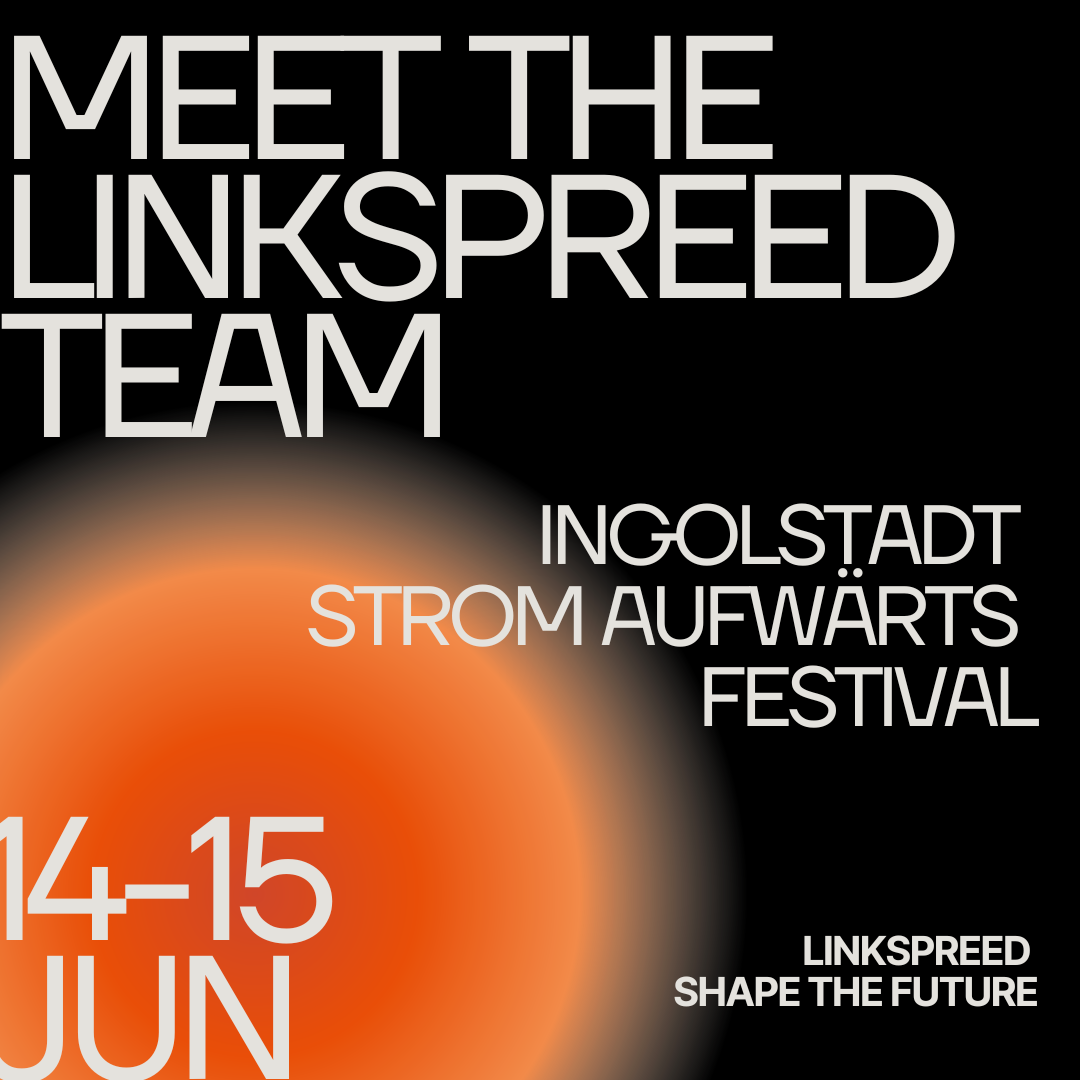 MEET THE
LINKSPREED
TEAM
INGOLSTADT
STROM AUFWÄRTS
FESTIVAL
14–15
JUN
LINKSPREED
SHAPE THE FUTURE